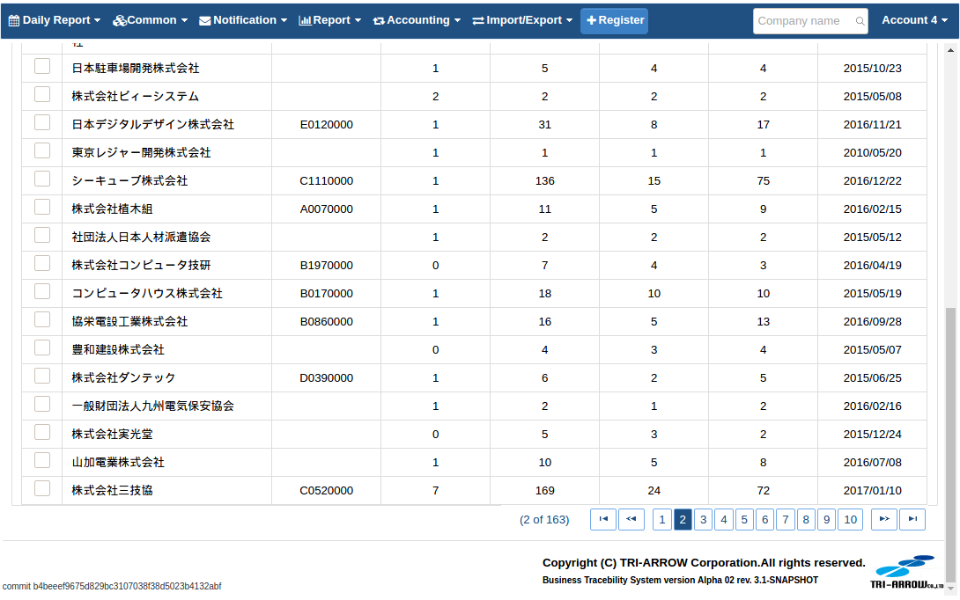 Daily Report Common Notification Report Accounting Import/Export Register Company name Account 4
社
日本駐車場開発株式会社 1 5 4 4 2015/10/23
株式会社ビィーシステム 2 2 2 2 2015/05/08
日本デジタルデザイン株式会社 E0120000 1 31 8 17 2016/11/21
東京レジャー開発株式会社 1 1 1 1 2010/05/20
シーキューブ株式会社 C1110000 1 136 15 75 2016/12/22
株式会社植木組 A0070000 1 11 5 9 2016/02/15
社団法人日本人材派遣協会 1 2 2 2 2015/05/12
株式会社コンピュータ技研 B1970000 0 7 4 3 2016/04/19
コンピュータハウス株式会社 B0170000 1 18 10 10 2015/05/19
協栄電設工業株式会社 B0860000 1 16 5 13 2016/09/28
豊和建設株式会社 0 4 3 4 2015/05/07
株式会社ダンテック D0390000 1 6 2 5 2015/06/25
一般財団法人九州電気保安協会 1 2 1 2 2016/02/16
株式会社実光堂 0 5 3 2 2015/12/24
山加電業株式会社 1 10 5 8 2016/07/08
株式会社三技協 C0520000 7 169 24 72 2017/01/10
(2 of 163) 1 2 3 4 5 6 7 8 9 10
Copyright (C) TRI-ARROW Corporation.All rights reserved.
Business Tracebility System version Alpha 02 rev. 3.1-SNAPSHOT
TRI-ARROW CO.,LTD
commit b4beeef9675d829bc3107038f38d5023b4132abf